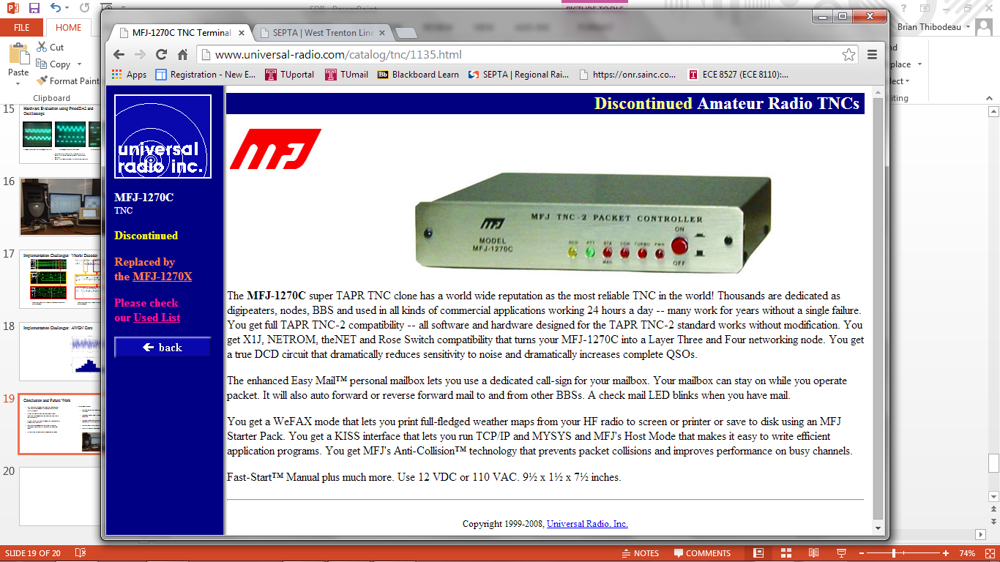 PICTURE TOOLS
FILE
HOME
Brian Thibodeau
Cut
Copy
Format Paint
Paste
Clipboard
MFJ-1270C TNC Terminal
SEPTA | West Trenton Line
www.universal-radio.com/catalog/tnc/1135.html
Apps
Registration - New E...
TUportal
TUmail
Bb Blackboard Learn
SEPTA | Regional Rai...
https://onr.sainc.co...
ECE 8527 (ECE 8110):...
universal
radio inc.
MFJ-1270C
TNC
Discontinued
Replaced by
the MFJ-1270X
Please check
our Used List
back
Discontinued Amateur Radio TNCs
MFJ
MFJ
MODEL
MFJ-1270C
MFJ TNC-2 PACKET CONTROLLER
DCD PTT STA CON TURBO PWR
MAIL
ON
OFF
The MFJ-1270C super TAPR TNC clone has a world wide reputation as the most reliable TNC in the world! Thousands are dedicated as
digipeaters, nodes, BBS and used in all kinds of commercial applications working 24 hours a day -- many work for years without a single failure.
You get full TAPR TNC-2 compatibility -- all software and hardware designed for the TAPR TNC-2 standard works without modification. You
get X1J, NETROM, theNET and Rose Switch compatibility that turns your MFJ-1270C into a Layer Three and Four networking node. You get
a true DCD circuit that dramatically reduces sensitivity to noise and dramatically increases complete QSOs.
The enhanced Easy Mail™ personal mailbox lets you use a dedicated call-sign for your mailbox. Your mailbox can stay on while you operate
packet. It will also auto forward or reverse forward mail to and from other BBSs. A check mail LED blinks when you have mail.
You get a WeFAX mode that lets you print full-fledged weather maps from your HF radio to screen or printer or save to disk using an MFJ
Starter Pack. You get a KISS interface that lets you run TCP/IP and MYSYS and MFJ's Host Mode that makes it easy to write efficient
application programs. You get MFJ's Anti-Collision™ technology that prevents packet collisions and improves performance on busy channels.
Fast-Start™ Manual plus much more. Use 12 VDC or 110 VAC. 9½ x 1½ x 7½ inches.
Copyright 1999-2008, Universal Radio, Inc.
15
Hardware Evaluation using PmodDA2 and
Oscilloscope
16
17
Implementation Challenges: Viterbi Decoder
18
Implementation Challenges: AWGN Core
19
Conclusion and Future Work
20
nd
place
lect
iting
SLIDE 19 OF 20
NOTES
COMMENTS
74%